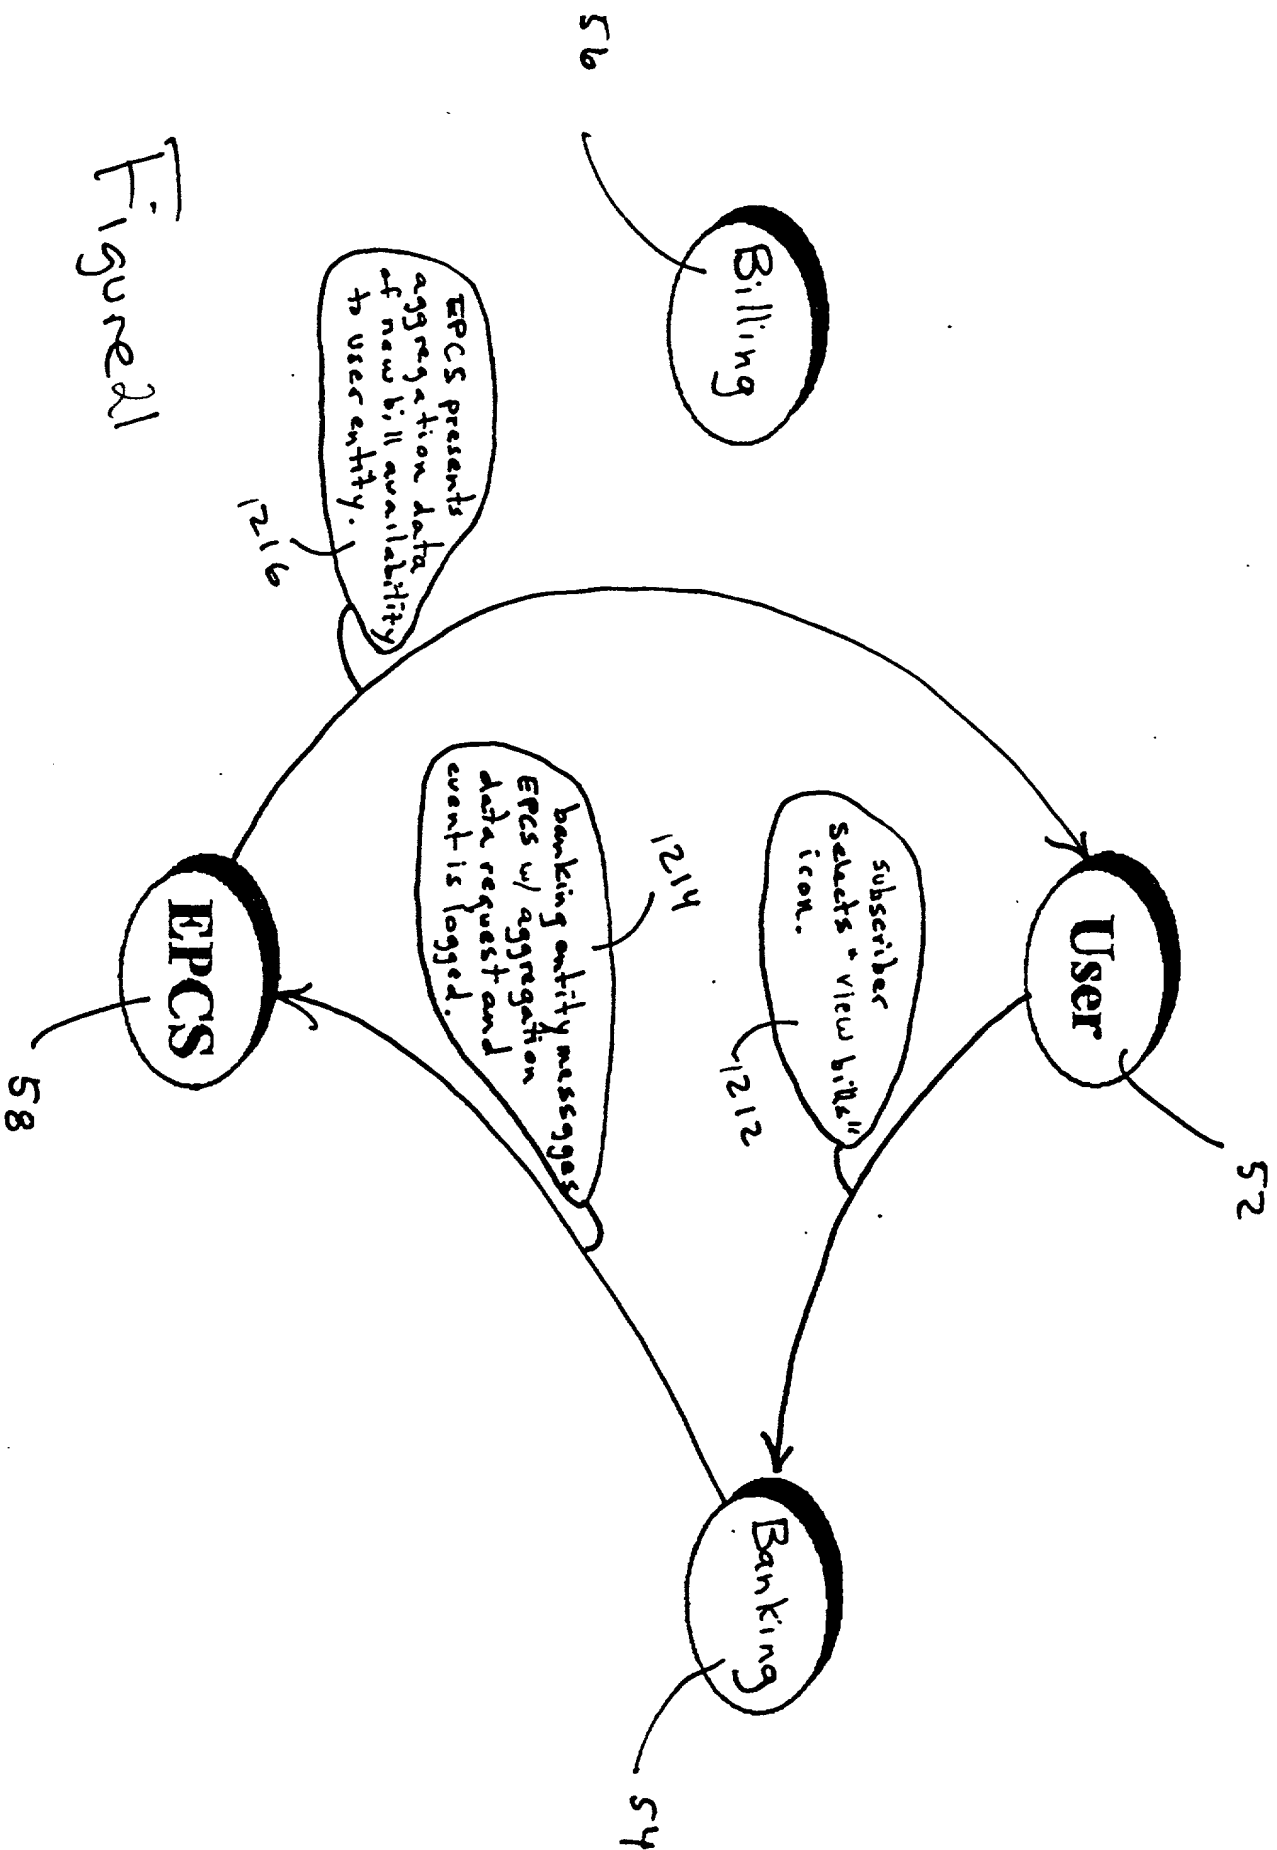 52
User
subscriber
selects "view bills"
icon.
1212
56
Billing
Banking
54
1214
banking entity messages
EPCS w/ aggregation
data request and
event is logged.
EPCS presents
aggregation data
of new bill availability
to user entity.
1216
EPCS
58
Figure 21